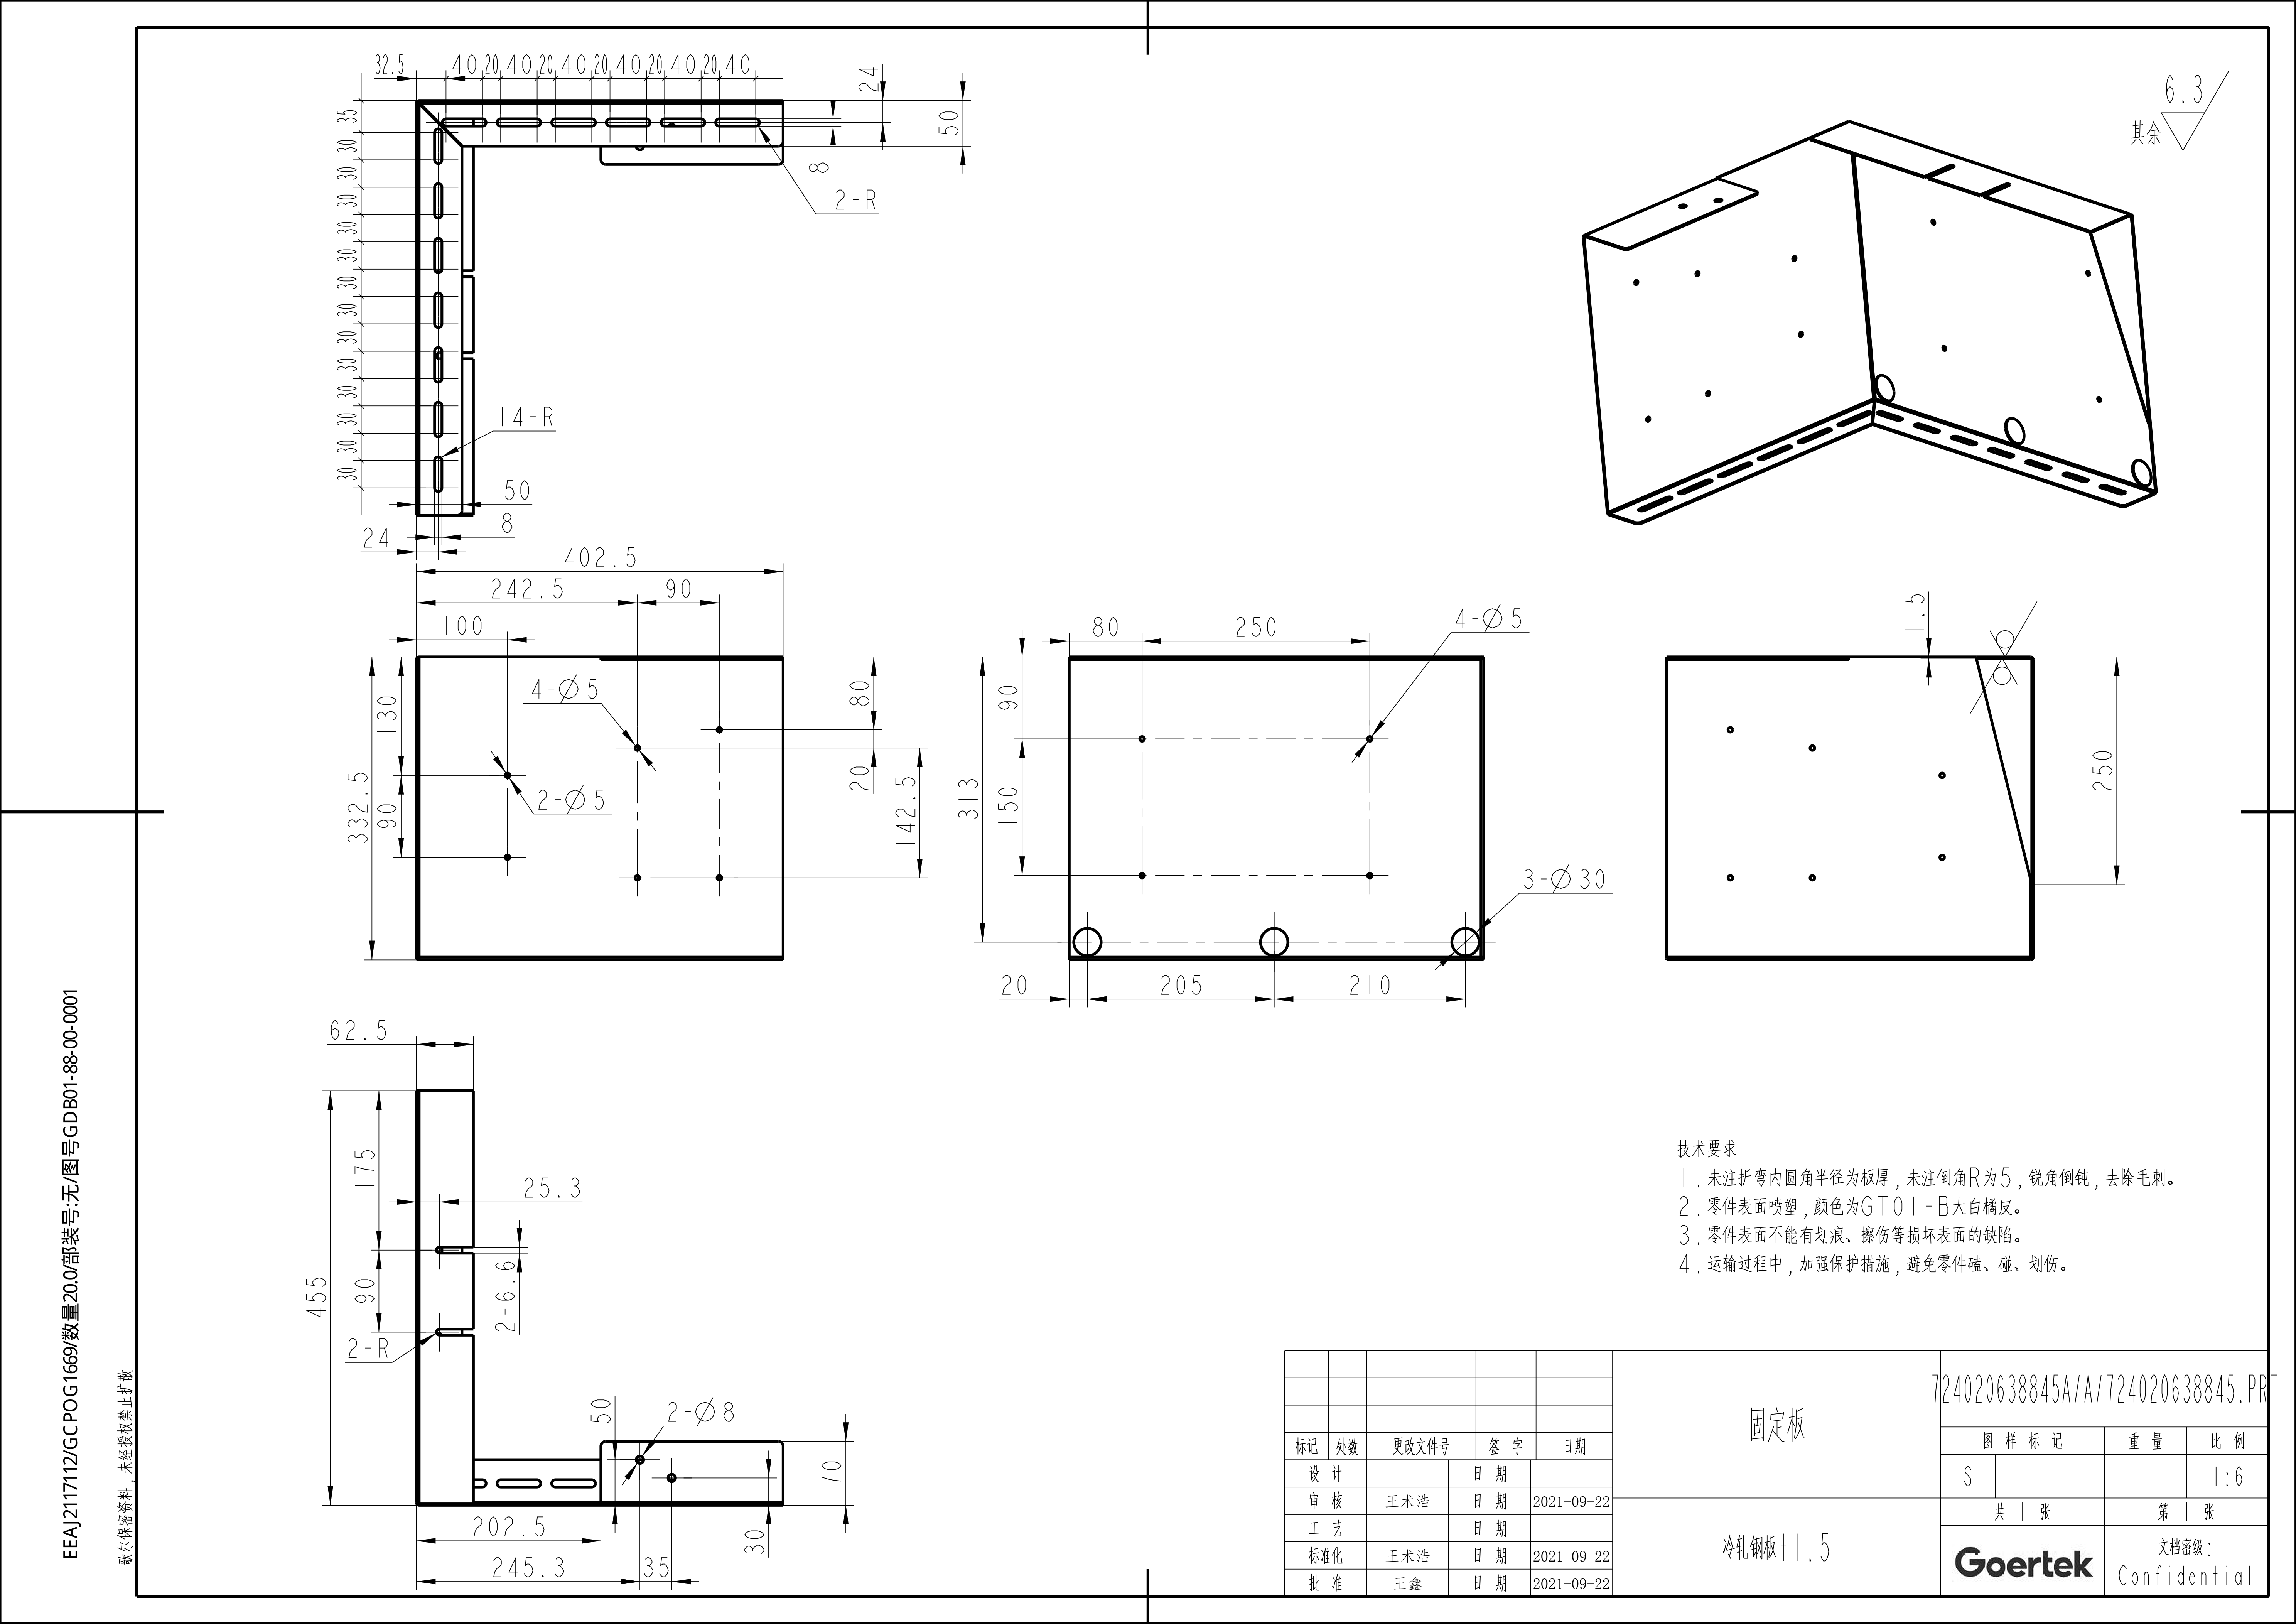 32.5
40 20 40 20 40 20 40 20 40 20 40
24
50
8
12-R
35
30
30
30
30
30
30
30
30
30
30
30
30
30
14-R
50
8
24
6.3
其余
402.5
242.5
90
100
332.5
130
90
4-Ø5
2-Ø5
80
20
142.5
80
250
4-Ø5
313
90
150
3-Ø30
20
205
210
1.5
250
62.5
455
175
90
25.3
2-6.6
2-R
50
2-Ø8
70
30
202.5
245.3
35
技术要求
1.未注折弯内圆角半径为板厚,未注倒角R为5,锐角倒钝,去除毛刺。
2.零件表面喷塑,颜色为GT01-B大白橘皮。
3.零件表面不能有划痕、擦伤等损坏表面的缺陷。
4.运输过程中,加强保护措施,避免零件磕、碰、划伤。
标记 处数 更改文件号 签 字 日期
设 计 日 期
审 核 王术浩 日 期 2021-09-22
工 艺 日 期
标准化 王术浩 日 期 2021-09-22
批 准 王鑫 日 期 2021-09-22
固定板
冷轧钢板t1.5
724020638845A/A/724020638845.PRT
图 样 标 记 重 量 比 例
S 1:6
共 1 张 第 1 张
Goertek
文档密级:
Confidential
EEAJ2117112/GCPOG1669/数量20.0/部装号:无/图号GDB01-88-00-0001
歌尔保密资料,未经授权禁止扩散